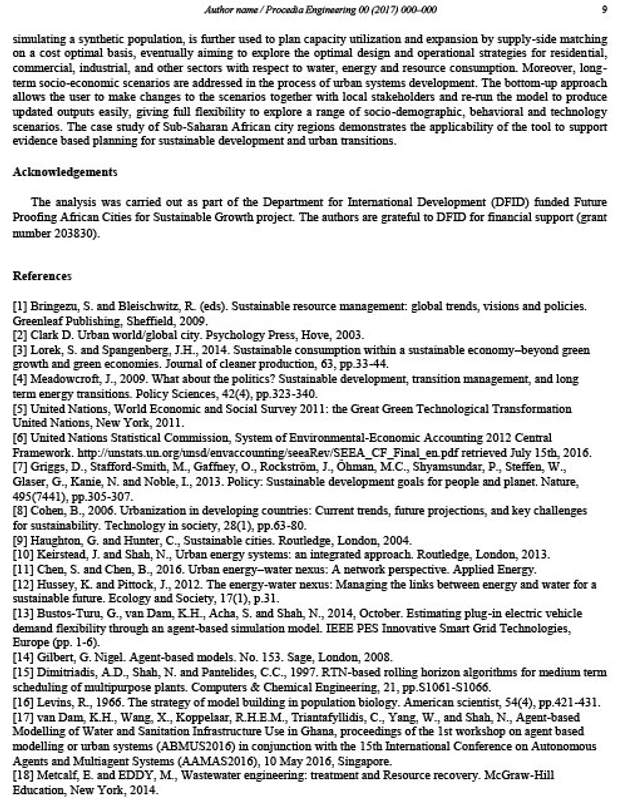 Author name / Procedia Engineering 00 (2017) 000–000 9
simulating a synthetic population, is further used to plan capacity utilization and expansion by supply-side matching
on a cost optimal basis, eventually aiming to explore the optimal design and operational strategies for residential,
commercial, industrial, and other sectors with respect to water, energy and resource consumption. Moreover, long-
term socio-economic scenarios are addressed in the process of urban systems development. The bottom-up approach
allows the user to make changes to the scenarios together with local stakeholders and re-run the model to produce
updated outputs easily, giving full flexibility to explore a range of socio-demographic, behavioral and technology
scenarios. The case study of Sub-Saharan African city regions demonstrates the applicability of the tool to support
evidence based planning for sustainable development and urban transitions.
Acknowledgements
The analysis was carried out as part of the Department for International Development (DFID) funded Future
Proofing African Cities for Sustainable Growth project. The authors are grateful to DFID for financial support (grant
number 203830).
References
[1] Bringezu, S. and Bleischwitz, R. (eds). Sustainable resource management: global trends, visions and policies.
Greenleaf Publishing, Sheffield, 2009.
[2] Clark D. Urban world/global city. Psychology Press, Hove, 2003.
[3] Lorek, S. and Spangenberg, J.H., 2014. Sustainable consumption within a sustainable economy–beyond green
growth and green economies. Journal of cleaner production, 63, pp.33-44.
[4] Meadowcroft, J., 2009. What about the politics? Sustainable development, transition management, and long
term energy transitions. Policy Sciences, 42(4), pp.323-340.
[5] United Nations, World Economic and Social Survey 2011: the Great Green Technological Transformation
United Nations, New York, 2011.
[6] United Nations Statistical Commission, System of Environmental-Economic Accounting 2012 Central
Framework. http://unstats.un.org/unsd/envaccounting/seeaRev/SEEA_CF_Final_en.pdf retrieved July 15th, 2016.
[7] Griggs, D., Stafford-Smith, M., Gaffney, O., Rockström, J., Öhman, M.C., Shyamsundar, P., Steffen, W.,
Glaser, G., Kanie, N. and Noble, I., 2013. Policy: Sustainable development goals for people and planet. Nature,
495(7441), pp.305-307.
[8] Cohen, B., 2006. Urbanization in developing countries: Current trends, future projections, and key challenges
for sustainability. Technology in society, 28(1), pp.63-80.
[9] Haughton, G. and Hunter, C., Sustainable cities. Routledge, London, 2004.
[10] Keirstead, J. and Shah, N., Urban energy systems: an integrated approach. Routledge, London, 2013.
[11] Chen, S. and Chen, B., 2016. Urban energy–water nexus: A network perspective. Applied Energy.
[12] Hussey, K. and Pittock, J., 2012. The energy-water nexus: Managing the links between energy and water for a
sustainable future. Ecology and Society, 17(1), p.31.
[13] Bustos-Turu, G., van Dam, K.H., Acha, S. and Shah, N., 2014, October. Estimating plug-in electric vehicle
demand flexibility through an agent-based simulation model. IEEE PES Innovative Smart Grid Technologies,
Europe (pp. 1-6).
[14] Gilbert, G. Nigel. Agent-based models. No. 153. Sage, London, 2008.
[15] Dimitriadis, A.D., Shah, N. and Pantelides, C.C., 1997. RTN-based rolling horizon algorithms for medium term
scheduling of multipurpose plants. Computers & Chemical Engineering, 21, pp.S1061-S1066.
[16] Levins, R., 1966. The strategy of model building in population biology. American scientist, 54(4), pp.421-431.
[17] van Dam, K.H., Wang, X., Koppelaar, R.H.E.M., Triantafyllidis, C., Yang, W., and Shah, N., Agent-based
Modelling of Water and Sanitation Infrastructure Use in Ghana, proceedings of the 1st workshop on agent based
modelling or urban systems (ABMUS2016) in conjunction with the 15th International Conference on Autonomous
Agents and Multiagent Systems (AAMAS2016), 10 May 2016, Singapore.
[18] Metcalf, E. and EDDY, M., Wastewater engineering: treatment and Resource recovery. McGraw-Hill
Education, New York, 2014.